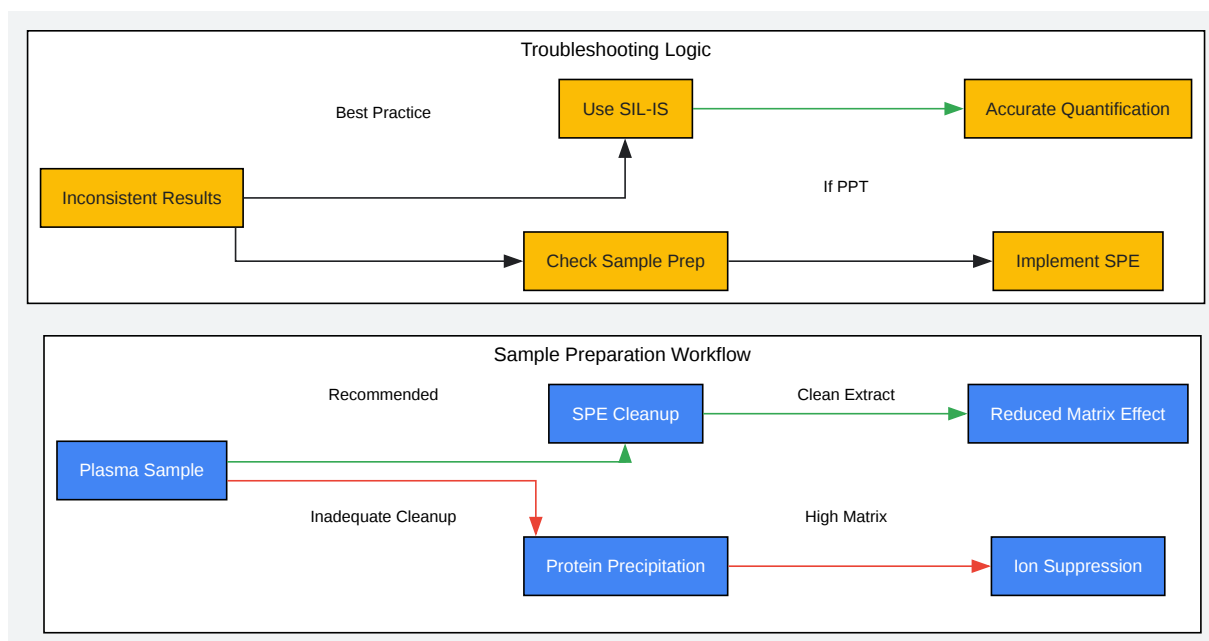 Troubleshooting Logic
Best Practice
Use SIL-IS
Accurate Quantification
Inconsistent Results
If PPT
Check Sample Prep
Implement SPE
Sample Preparation Workflow
Recommended
SPE Cleanup
Clean Extract
Reduced Matrix Effect
Plasma Sample
Inadequate Cleanup
High Matrix
Protein Precipitation
Ion Suppression